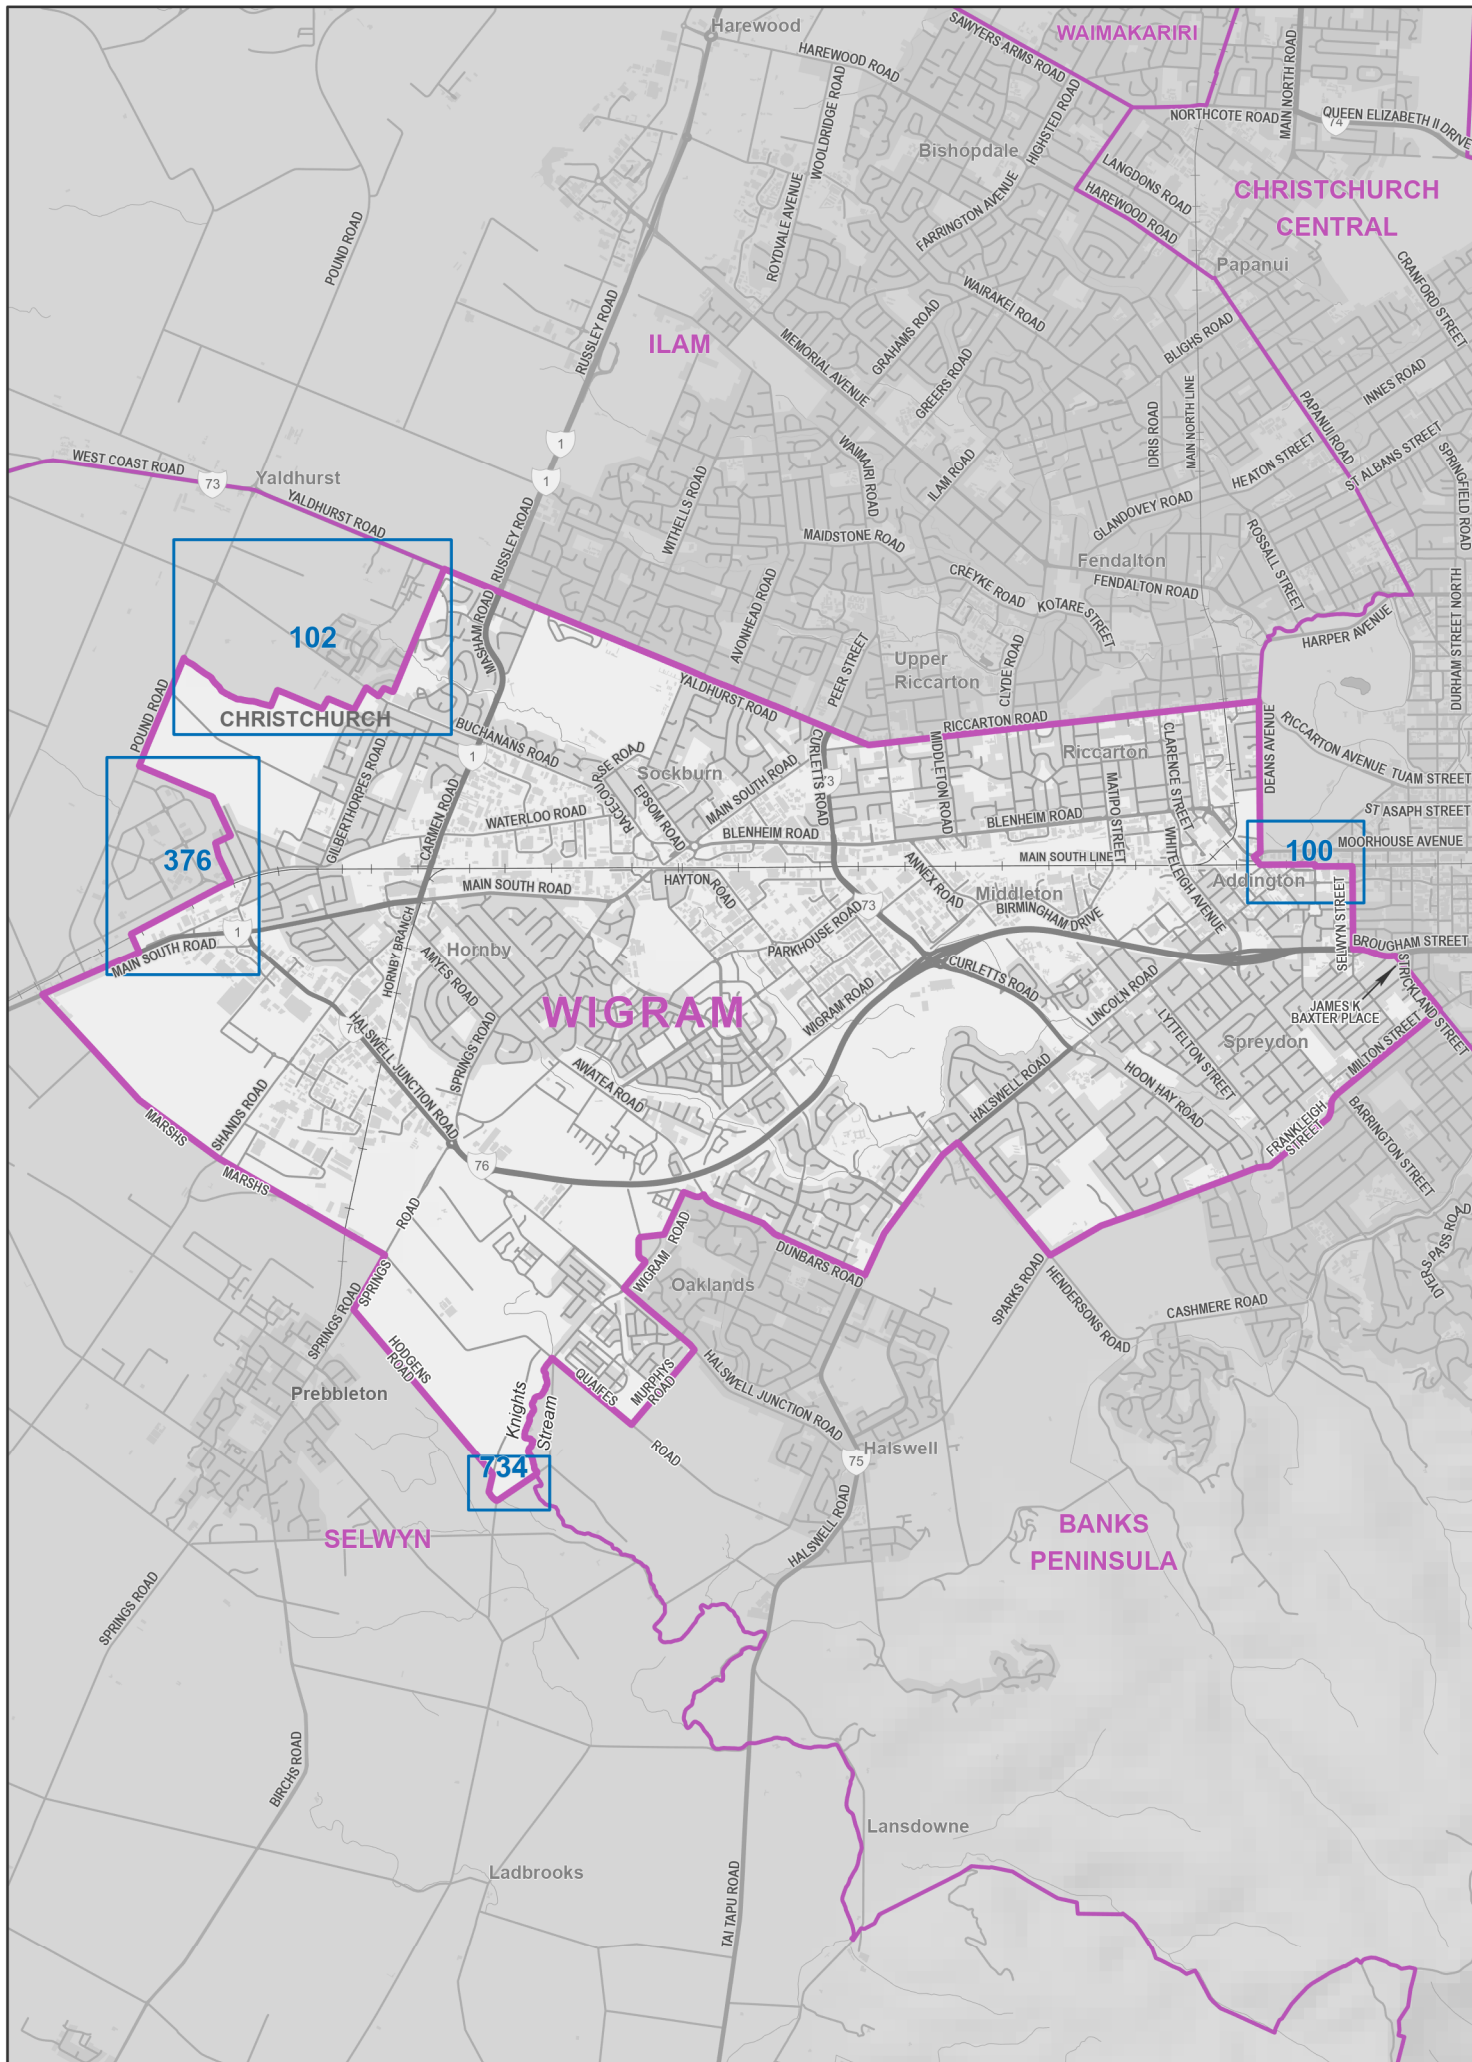 Harewood
SAWYERS ARMS ROAD
WAIMAKARIRI
HAREWOOD ROAD
MAIN NORTH ROAD
WOOLDRIDGE ROAD
HIGHSTED ROAD
NORTHCOTE ROAD
74
QUEEN ELIZABETH II DRIVE
Bishopdale
LANGDONS ROAD
CHRISTCHURCH
CENTRAL
ROYDVALE AVENUE
FARRINGTON AVENUE
HAREWOOD ROAD
POUND ROAD
Papanui
CRANFORD STREET
WAIRAKEI ROAD
RUSSLEY ROAD
ILAM
MEMORIAL AVENUE
GRAHAMS ROAD
GREERS ROAD
BLIGHS ROAD
INNES ROAD
PAPANUI ROAD
IDRIS ROAD
MAIN NORTH LINE
HEATON STREET
ST ALBANS STREET
SPRINGFIELD ROAD
1
1
WEST COAST ROAD
73
Yaldhurst
YALDHURST ROAD
WAIMAIRI ROAD
ILAM ROAD
WITHELLS ROAD
GLANDOVEY ROAD
MAIDSTONE ROAD
ROSSALL STREET
RUSSLEY ROAD
Fendalton
CREYKE ROAD
FENDALTON ROAD
KOTARE STREET
AVONHEAD ROAD
HARPER AVENUE
DURHAM STREET NORTH
102
MASHAM ROAD
PEER STREET
Upper
Riccarton
CLYDE ROAD
YALDHURST ROAD
POUND ROAD
CHRISTCHURCH
BUCHANANS ROAD
RICCARTON ROAD
Riccarton
DEANS AVENUE
RICCARTON AVENUE
TUAM STREET
1
GILBERTHORPES ROAD
CARMEN ROAD
RACECOURSE ROAD
Sockburn
EPSOM ROAD
MAIN SOUTH ROAD
CURLETTS ROAD
73
MIDDLETON ROAD
CLARENCE STREET
MATIPO STREET
WATERLOO ROAD
BLENHEIM ROAD
BLENHEIM ROAD
ST ASAPH STREET
MOORHOUSE AVENUE
376
100
MAIN SOUTH LINE
WHITELEIGH AVENUE
Addington
MAIN SOUTH ROAD
HAYTON ROAD
ANNEX ROAD
Middleton
BIRMINGHAM DRIVE
SELWYN STREET
1
MAIN SOUTH ROAD
HORNBY BRANCH
Hornby
AMYES ROAD
PARKHOUSE ROAD
73
BROUGHAM STREET
CURLETTS ROAD
WIGRAM
WIGRAM ROAD
LINCOLN ROAD
STRICKLAND STREET
JAMES K
BAXTER PLACE
LYTTELTON STREET
Spreydon
MILTON STREET
HALSWELL JUNCTION ROAD
SPRINGS ROAD
AWATEA ROAD
HALSWELL ROAD
HOON HAY ROAD
MARSHS
SHANDS ROAD
FRANKLEIGH
STREET
BARRINGTON STREET
76
MARSHS
ROAD
WIGRAM ROAD
DUNBARS ROAD
DYERS PASS ROAD
Oaklands
SPRINGS
SPRINGS ROAD
SPARKS ROAD
HENDERSONS ROAD
CASHMERE ROAD
HODGENS
ROAD
Prebbleton
QUAIFES
MURPHYS
ROAD
HALSWELL JUNCTION ROAD
Knights
Stream
ROAD
Halswell
75
734
SELWYN
BANKS
PENINSULA
HALSWELL ROAD
SPRINGS ROAD
BIRCHS ROAD
Lansdowne
Ladbrooks
TAI TAPU ROAD